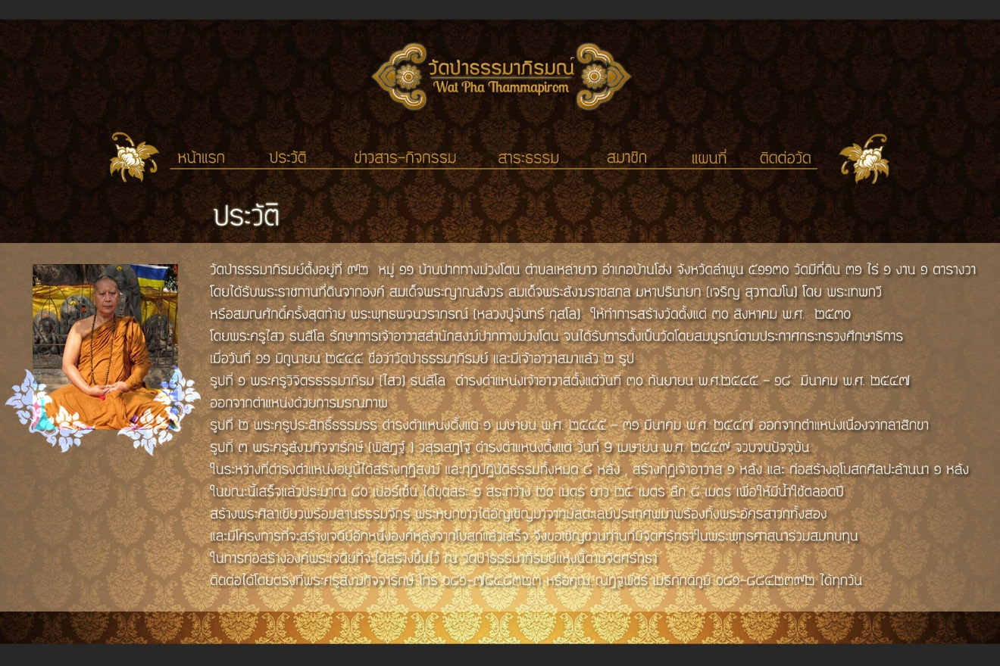 วัดป่าธรรมาภิรมณ์
Wat Pha Thammapirom
หน้าแรก ประวัติ ข่าวสาร-กิจกรรม สาระธรรม สมาชิก แผนที่ ติดต่อวัด
ประวัติ
วัดป่าธรรมาภิรมย์ตั้งอยู่ที่ ๗๒ หมู่ ๑๑ บ้านปากทางม่วงโตน ตำบลเหล่ายาว อำเภอบ้านโฮ่ง จังหวัดลำพูน ๕๑๑๓๐ วัดมีที่ดิน ๓๑ ไร่ ๑ งาน ๑ ตารางวา
โดยได้รับพระราชทานที่ดินจากองค์ สมเด็จพระญาณสังวร สมเด็จพระสังฆราชสกล มหาปรินายก (เจริญ สุวฑฒโน) โดย พระเทพกวี
หรือสมณศักดิ์ครั้งสุดท้าย พระพุทธพจนวราภรณ์ (หลวงปู่จันทร์ กุสโล) ให้ทำการสร้างวัดตั้งแต่ ๓๐ สิงหาคม พ.ศ. ๒๕๓๐
โดยพระครูไสว ธนสีโล รักษาการเจ้าอาวาสสำนักสงฆ์ปากทางม่วงโตน จนได้รับการตั้งเป็นวัดโดยสมบูรณ์ตามประกาศกระทรวงศึกษาธิการ
เมื่อวันที่ ๑๑ มิถุนายน ๒๕๔๕ ชื่อว่าวัดป่าธรรมาภิรมย์ และมีเจ้าอาวาสมาแล้ว ๒ รูป
รูปที่ ๑ พระครูวิจิตรธรรมาภิรม (ไสว) ธนสีโล ดำรงตำแหน่งเจ้าอาวาสตั้งแต่วันที่ ๓๐ กันยายน พ.ศ.๒๕๔๕ - ๑๘ มีนาคม พ.ศ. ๒๕๔๗
ออกจากตำแหน่งด้วยการมรณภาพ
รูปที่ ๒ พระครูประสิทธิ์ธรรมธร ดำรงตำแหน่งตั้งแต่ ๑ เมษายน พ.ศ. ๒๕๔๕ - ๓๑ มีนาคม พ.ศ. ๒๕๔๗ ออกจากตำแหน่งเนื่องจากลาสิกขา
รูปที่ ๓ พระครูสังฆกิจจารักษ์ (พิสิฎฐ์ ) วสุรเสฎโฐ ดำรงตำแหน่งตั้งแต่ วันที่ 9 เมษายน พ.ศ. ๒๕๔๗ จวบจนปัจจุบัน
ในระหว่างที่ดำรงตำแหน่งอยู่นี้ได้สร้างกุฎิสงฆ์ และกุฎิปฎิบัติธรรมทั้งหมด ๘ หลัง , สร้างกุฎิเจ้าอาวาส ๑ หลัง และ ก่อสร้างอุโบสถศิลปะล้านนา ๑ หลัง
ในขณะนี้เสร็จแล้วประมาณ ๘๐ เปอร์เซ็น ได้ขุดสระ ๑ สระกว้าง ๒๐ เมตร ยาว ๒๕ เมตร ลึก ๘ เมตร เพื่อให้มีน้ำใช้ตลอดปี
สร้างพระศิลาเขียวพร้อมลานธรรมจักร พระหยกขาวได้อัญเชิญมาจากมัลดะเลย์ประเทศพม่าพร้องทั้งพระอัครสาวกทั้งสอง
และมีโครงการที่จะสร้างเจดีย์อีกหนึ่งองค์หลังจากโบสถ์แล้วเสร็จ จึงขอเชิญชวนท่านที่มีจิตศรัทธาในพระพุทธศาสนาร่วมสมทบทุน
ในการก่อสร้างองค์พระเจดีย์ที่จะได้สร้างขึ้นไว้ ณ วัดป่าธรรมาภิรมย์แห่งนี้ตามจิตศรัทธา
ติดต่อได้โดยตรงที่พระครูสังฆกิจจารักษ์ โทร หรือคุณ ได้ทุกวัน